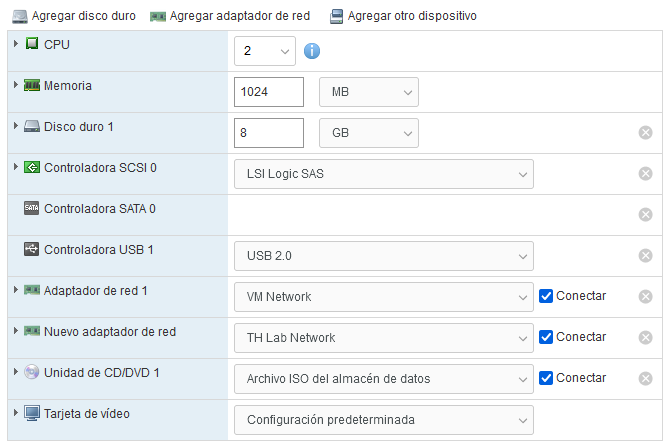 Agregar disco duro Agregar adaptador de red Agregar otro dispositivo
CPU 2
Memoria 1024 MB
Disco duro 1 8 GB
Controladora SCSI 0 LSI Logic SAS
SATA Controladora SATA 0
Controladora USB 1 USB 2.0
Adaptador de red 1 VM Network Conectar
Nuevo adaptador de red TH Lab Network Conectar
Unidad de CD/DVD 1 Archivo ISO del almacén de datos Conectar
Tarjeta de vídeo Configuración predeterminada